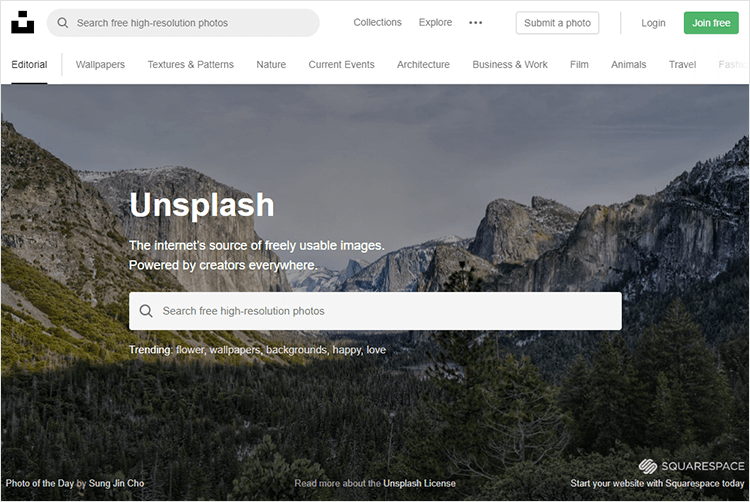 Search free high-resolution photos
Collections
Explore
Submit a photo
Login
Join free
Editorial
Wallpapers
Textures & Patterns
Nature
Current Events
Architecture
Business & Work
Film
Animals
Travel
Unsplash
The internet's source of freely usable images.
Powered by creators everywhere.
Search free high-resolution photos
Trending: flower, wallpapers, backgrounds, happy, love
SQUARESPACE
Photo of the Day by Sung Jin Cho
Read more about the Unsplash License
Start your website with Squarespace today